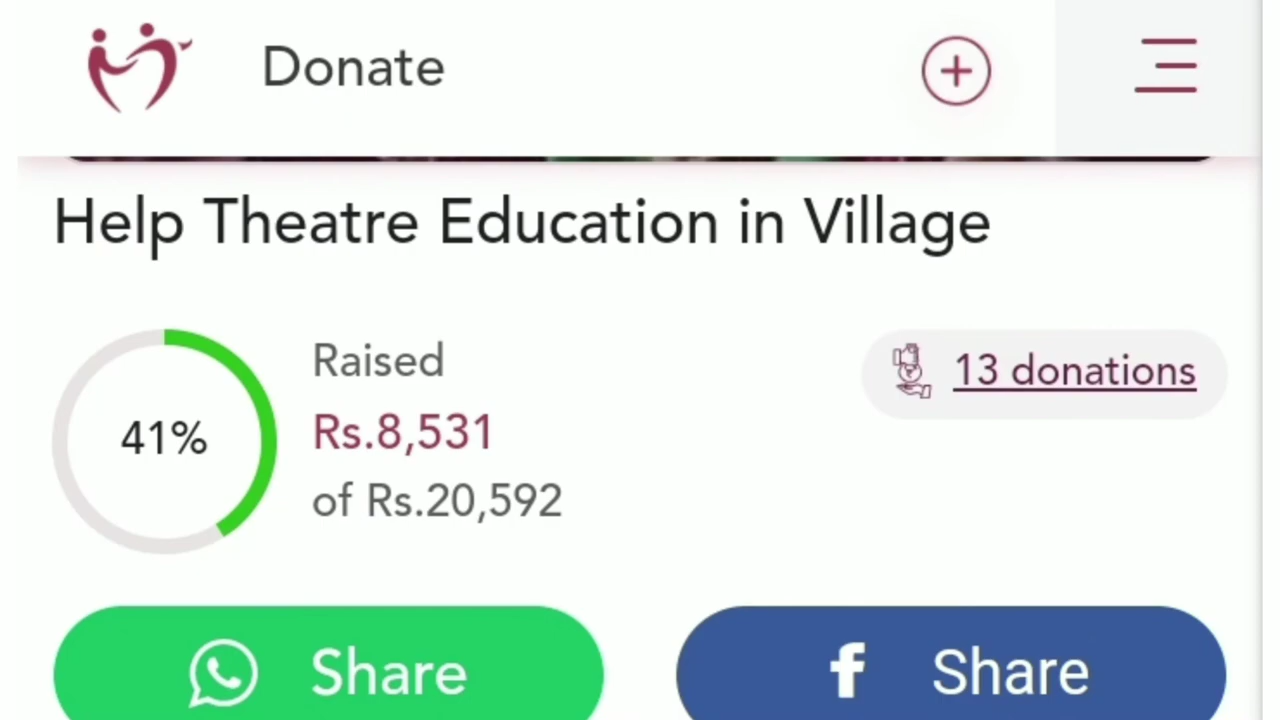 Donate
Help Theatre Education in Village
41%
Raised
Rs.8,531
of Rs.20,592
13 donations
Share
Share